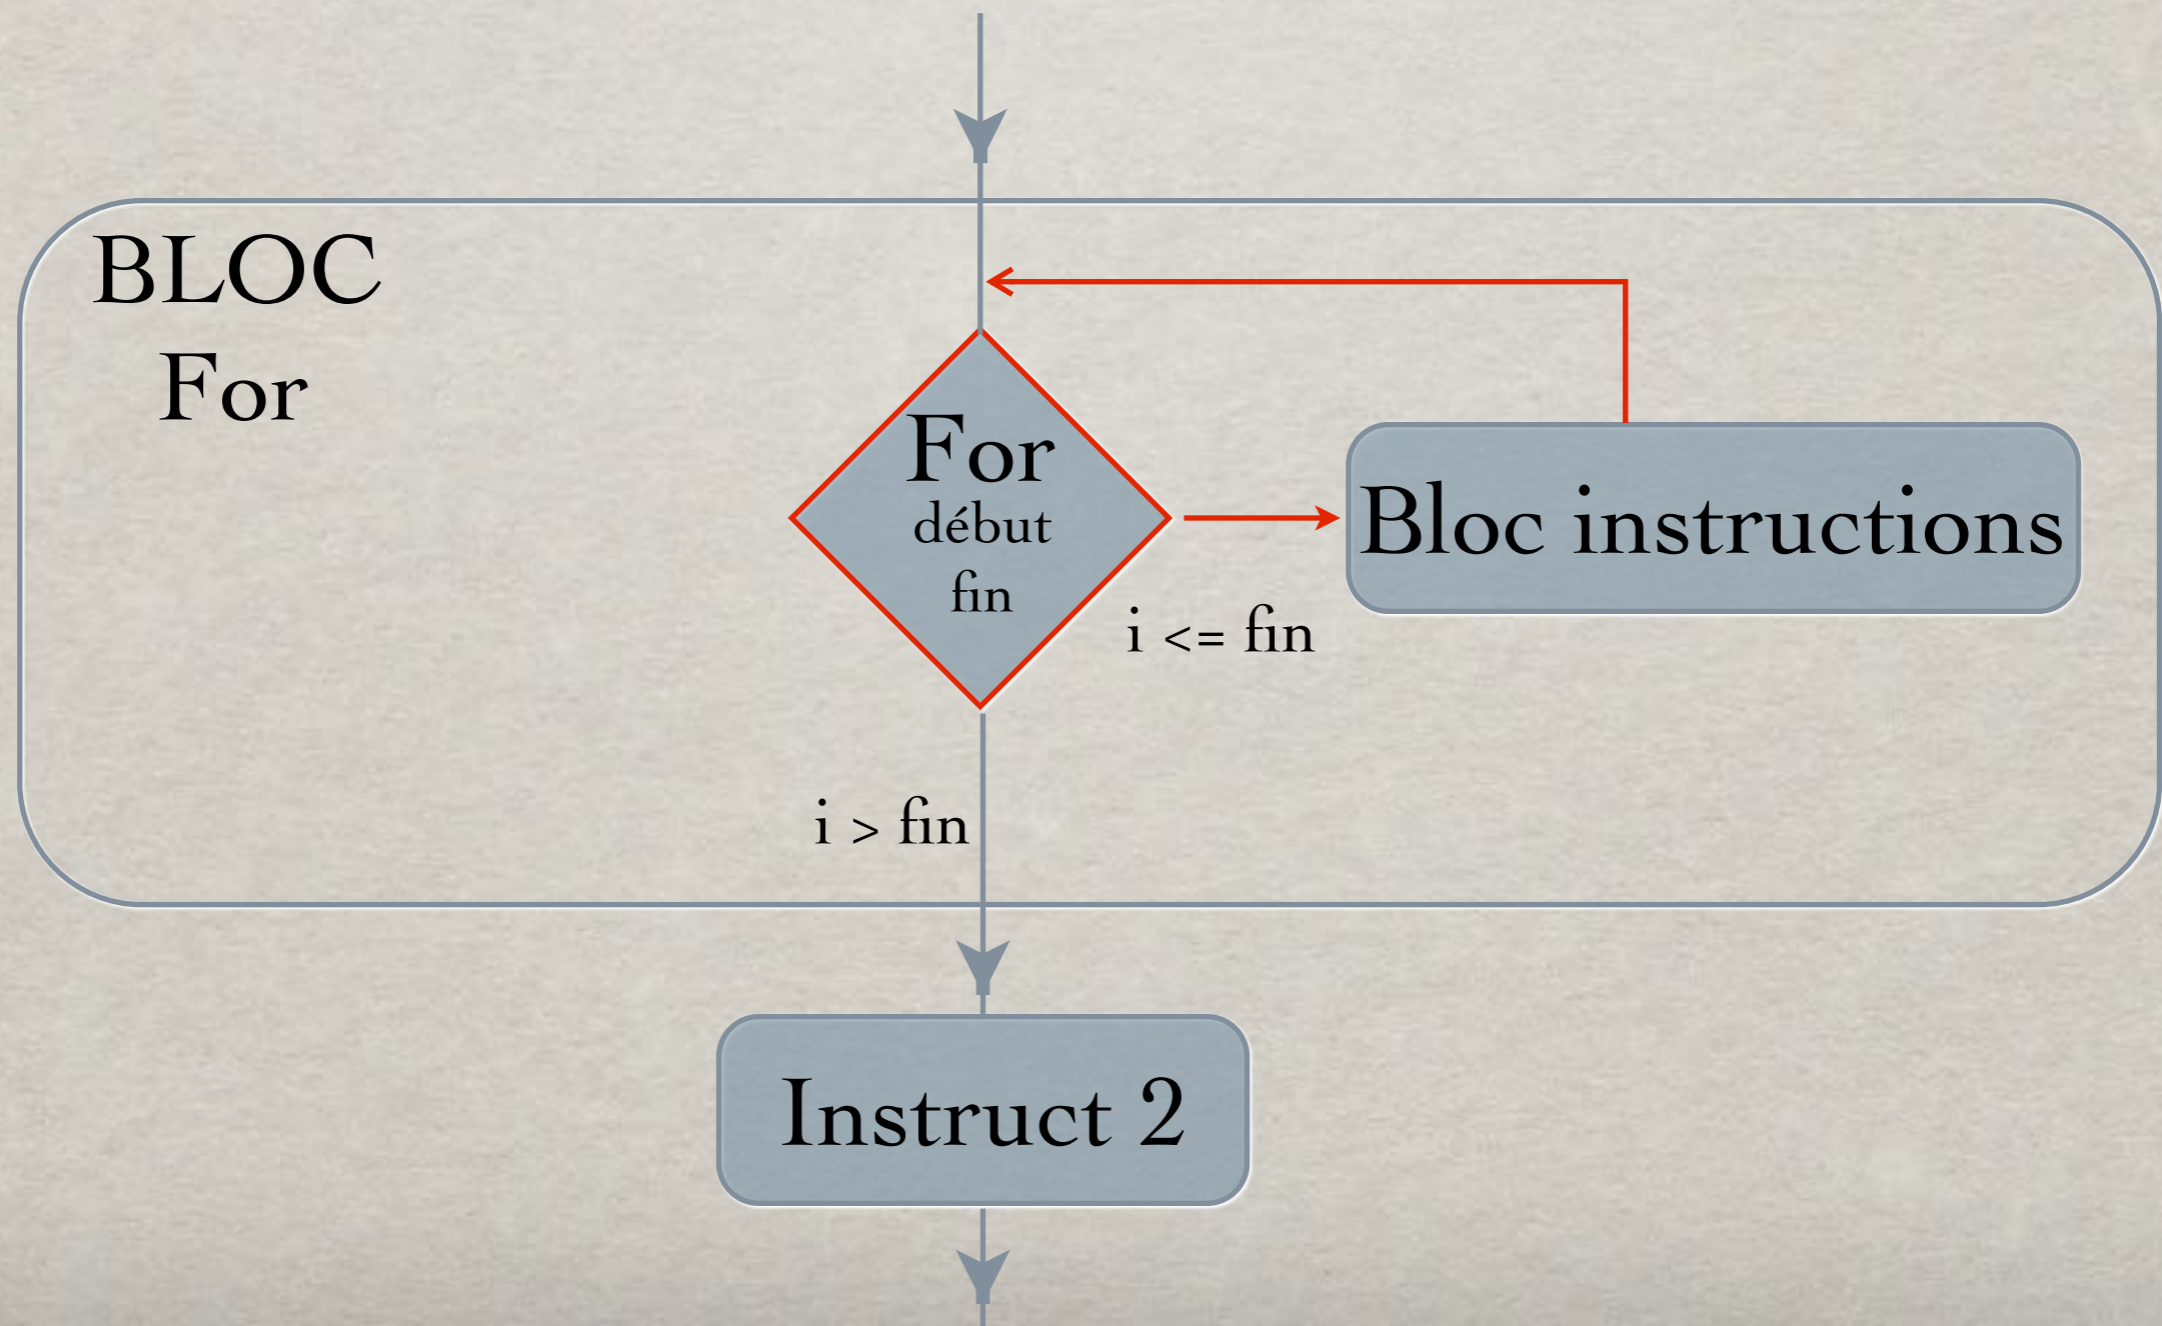 BLOC
For
For
début
fin
Bloc instructions
i <= fin
i > fin
Instruct 2